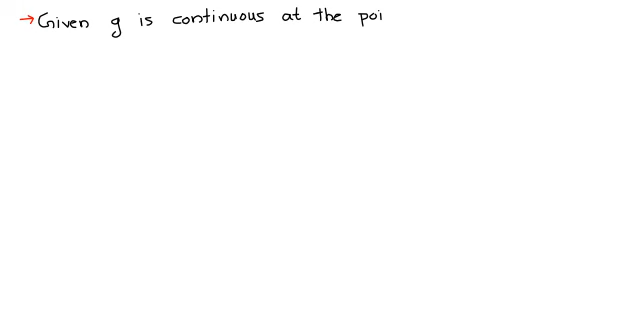 →Given g is continuous at the poi